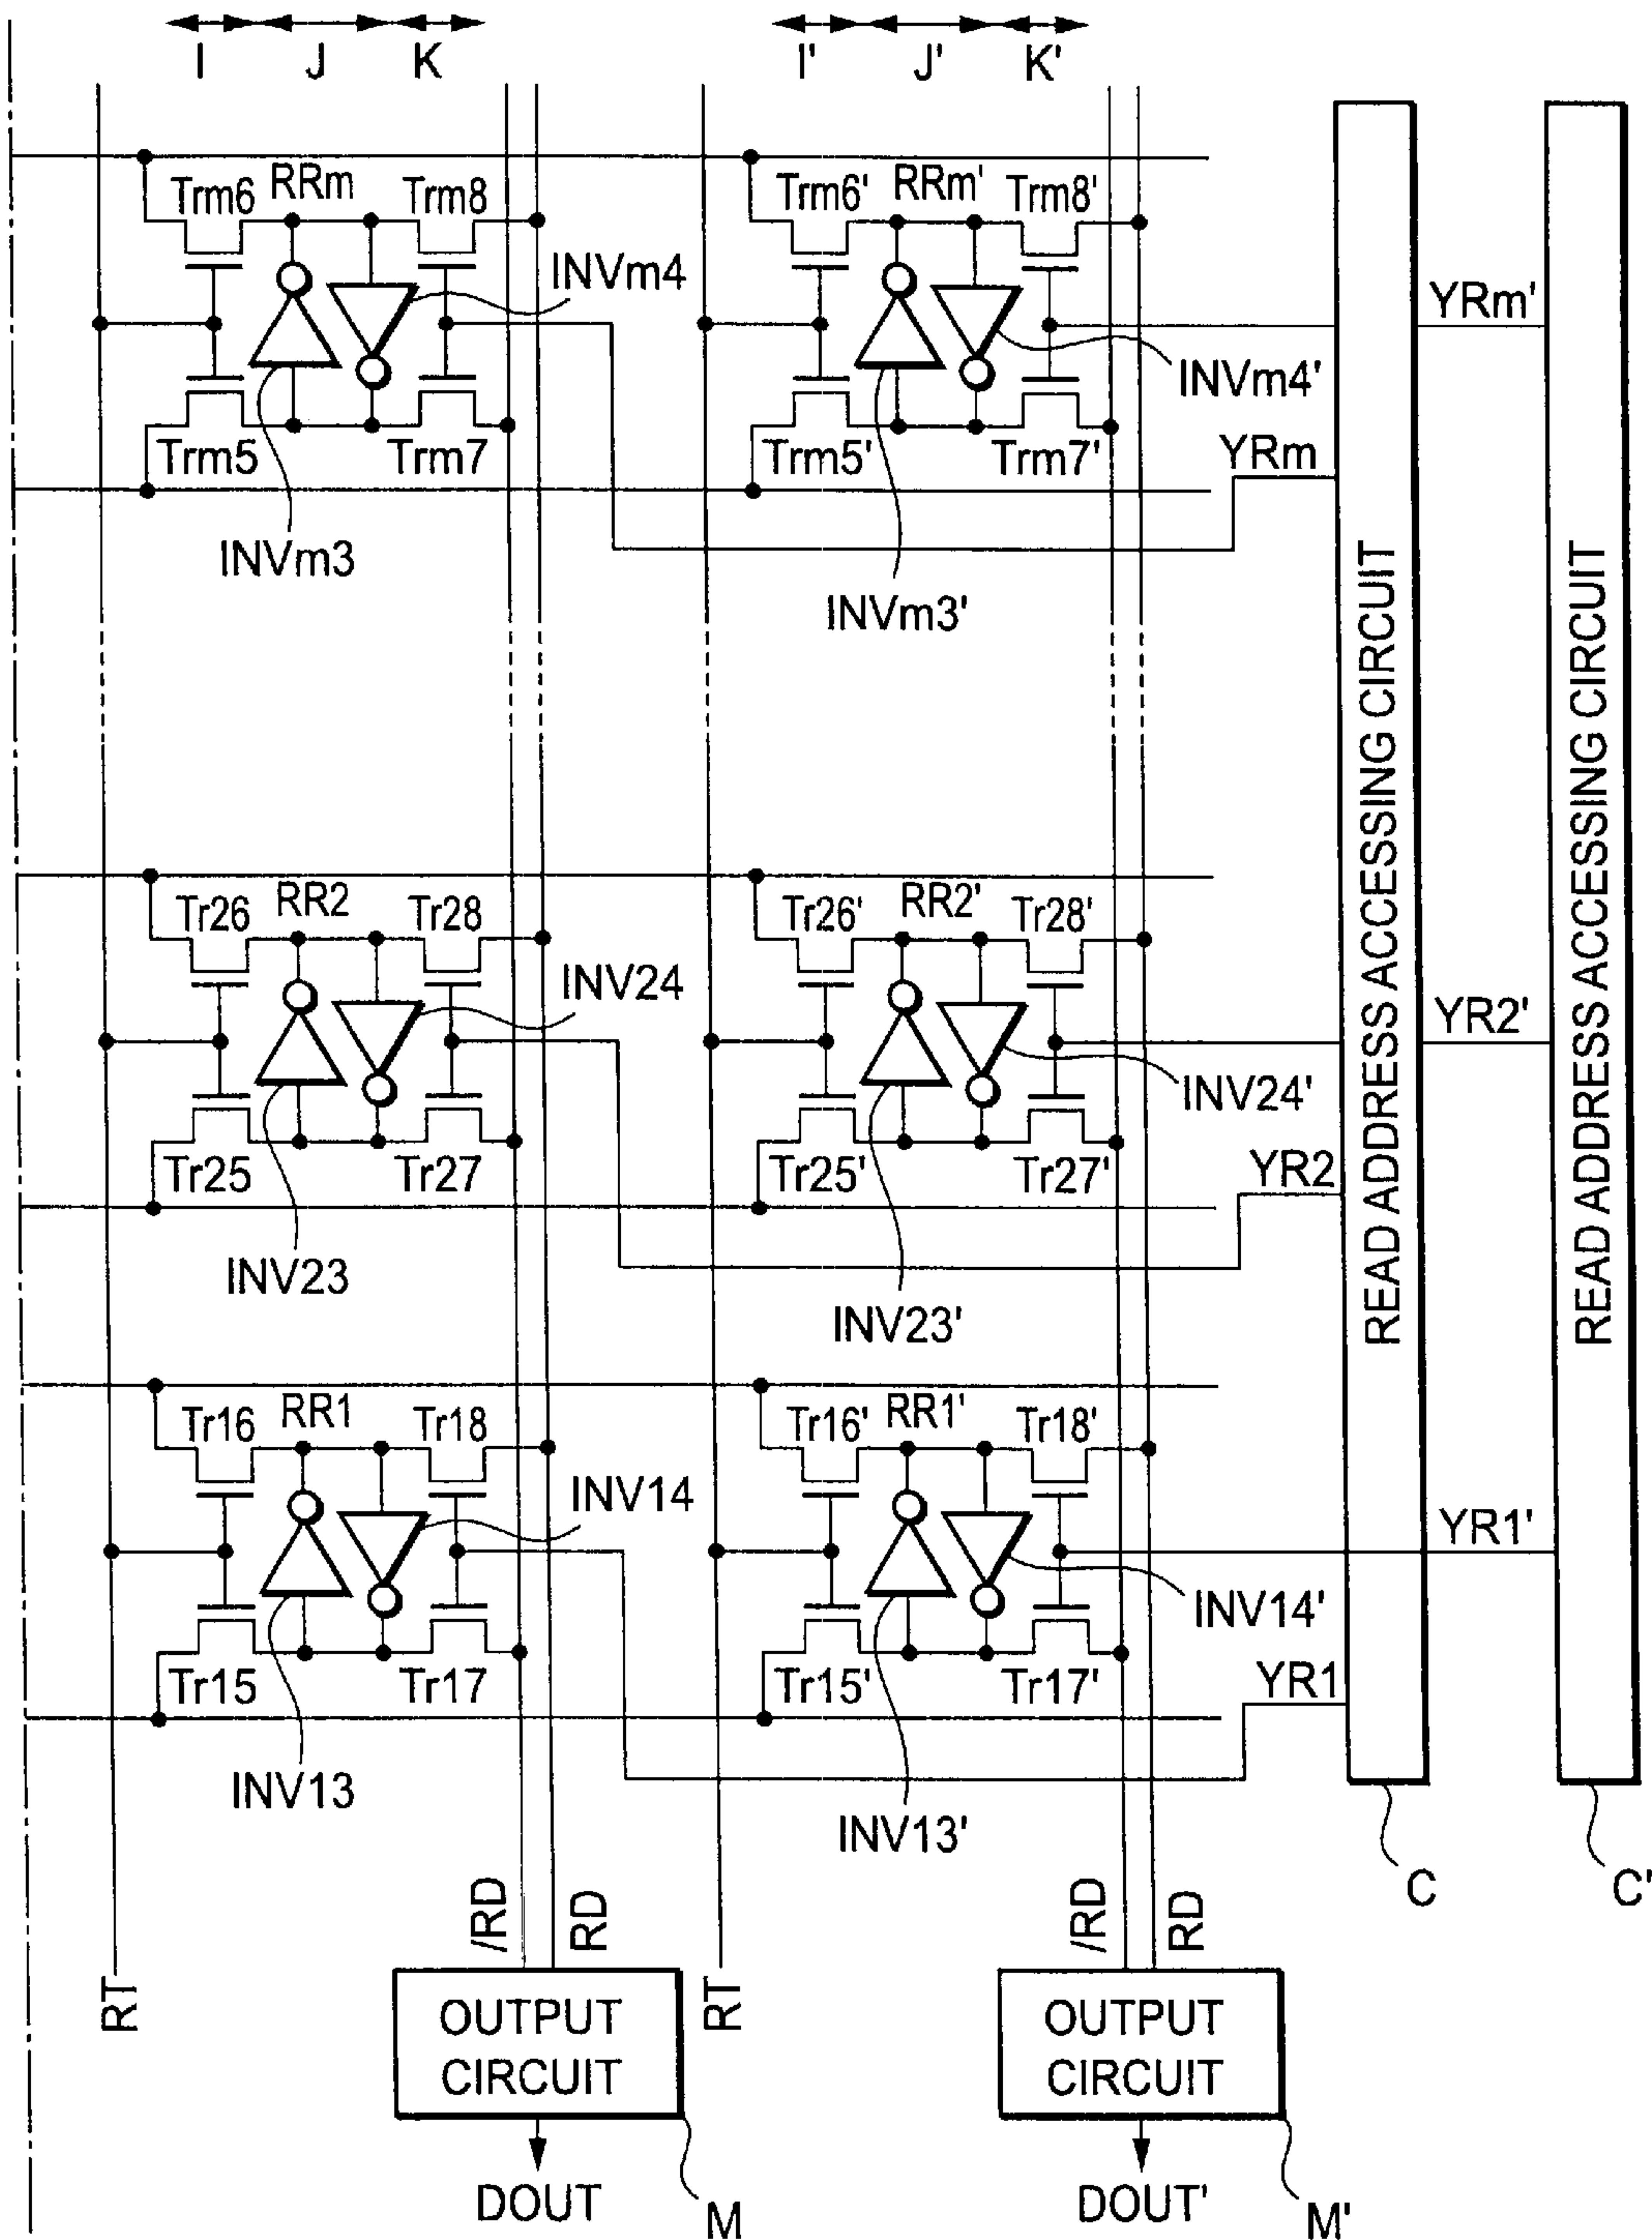 I J K I' J' K'
Trm6 RRm Trm8 Trm6' RRm' Trm8'
INVm4 YRm'
INVm4'
Trm5 Trm7 Trm5' Trm7' YRm
INVm3
INVm3'
READ ADDRESS ACCESSING CIRCUIT
READ ADDRESS ACCESSING CIRCUIT
Tr26 RR2 Tr28 Tr26' RR2' Tr28'
INV24 YR2'
INV24'
Tr25 Tr27 Tr25' Tr27' YR2
INV23
INV23'
Tr16 RR1 Tr18 Tr16' RR1' Tr18'
INV14 YR1'
INV14'
Tr15 Tr17 Tr15' Tr17' YR1
INV13
INV13'
C C'
/RD RD /RD RD
RT RT
OUTPUT
CIRCUIT
OUTPUT
CIRCUIT
DOUT M DOUT' M'